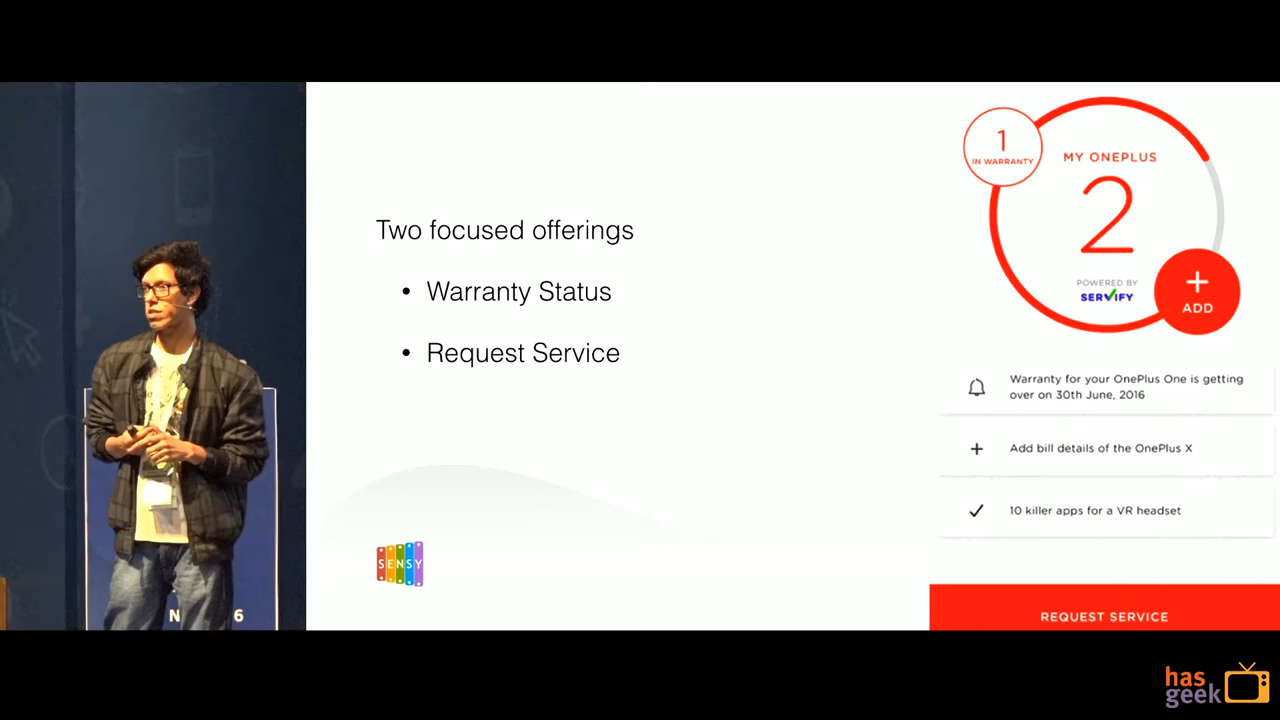 Two focused offerings
• Warranty Status
• Request Service
SENSY
1
IN WARRANTY
MY ONEPLUS
2
POWERED BY
SERVIFY
+
ADD
Warranty for your OnePlus One is getting
over on 30th June, 2016
+ Add bill details of the OnePlus X
10 killer apps for a VR headset
REQUEST SERVICE
N 6
has
geek